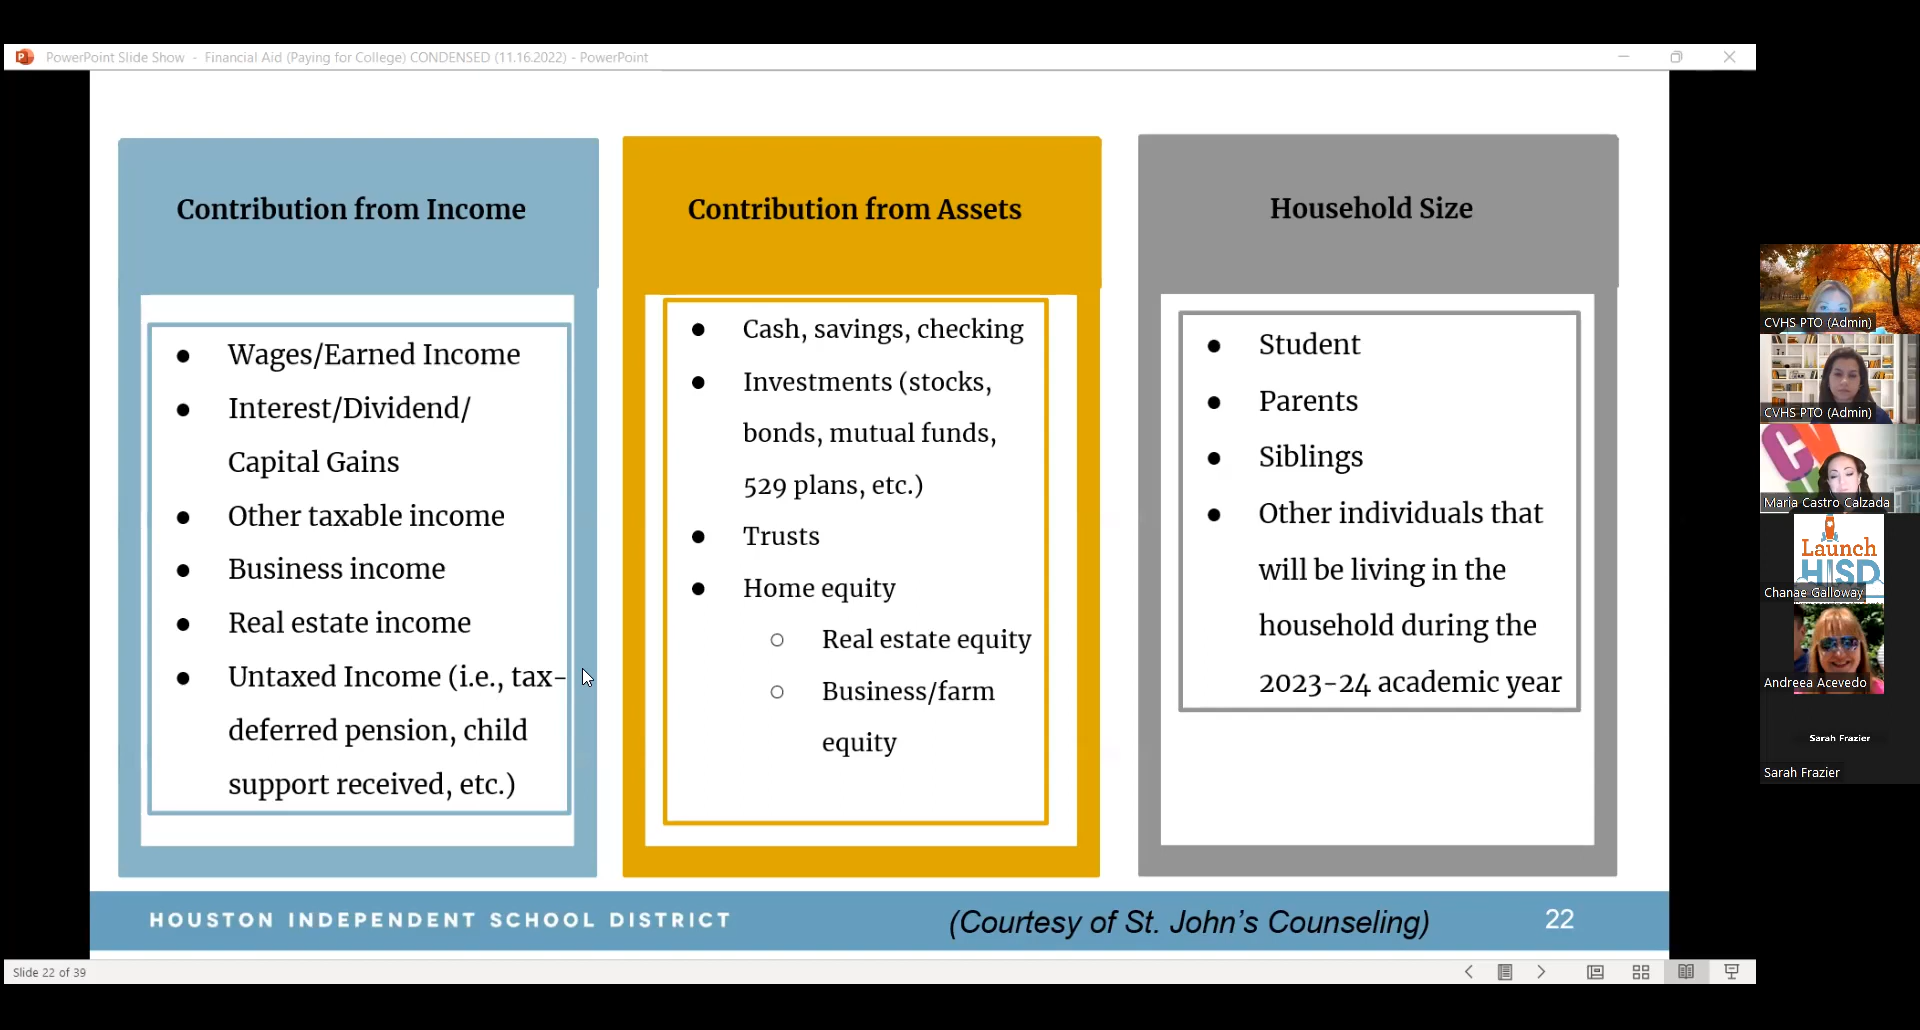 PowerPoint Slide Show - Financial Aid (Paying for College) CONDENSED (11.16.2022) - PowerPoint
Contribution from Income
● Wages/Earned Income
● Interest/Dividend/
Capital Gains
● Other taxable income
● Business income
● Real estate income
● Untaxed Income (i.e., tax-
deferred pension, child
support received, etc.)
Contribution from Assets
● Cash, savings, checking
● Investments (stocks,
bonds, mutual funds,
529 plans, etc.)
● Trusts
● Home equity
○ Real estate equity
○ Business/farm
equity
Household Size
● Student
● Parents
● Siblings
● Other individuals that
will be living in the
household during the
2023-24 academic year
HOUSTON INDEPENDENT SCHOOL DISTRICT
(Courtesy of St. John’s Counseling)
22
Slide 22 of 39
CVHS PTO (Admin)
CVHS PTO (Admin)
CV
Maria Castro Calzada
Launch
HISD
Chanae Galloway
Andreea Acevedo
Sarah Frazier
Sarah Frazier